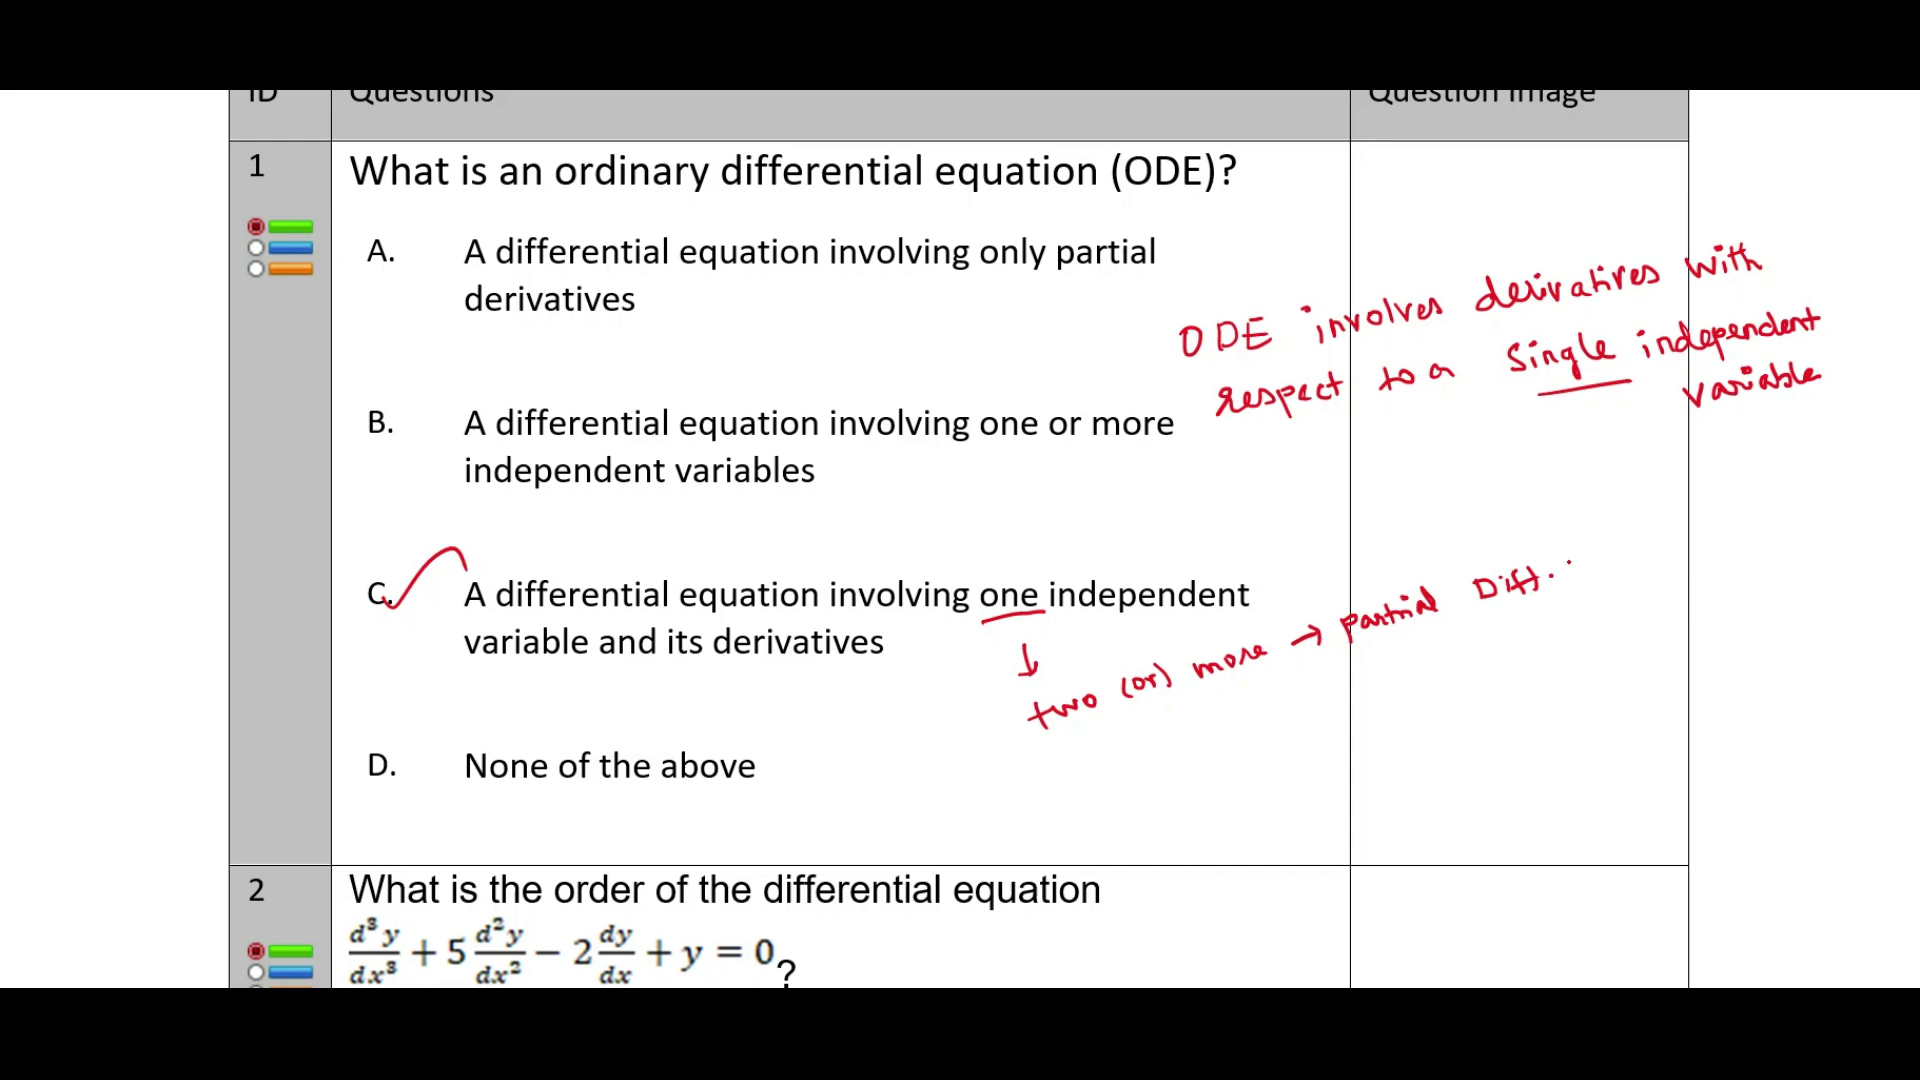 ID Questions Question Image
1 What is an ordinary differential equation (ODE)?
A. A differential equation involving only partial
derivatives
ODE involves derivatives with
respect to a single independent
variable
B. A differential equation involving one or more
independent variables
C. A differential equation involving one independent
variable and its derivatives
↓
two (or) more → partial Diff..
D. None of the above
2 What is the order of the differential equation
d³y/dx³ + 5 d²y/dx² − 2 dy/dx + y = 0?